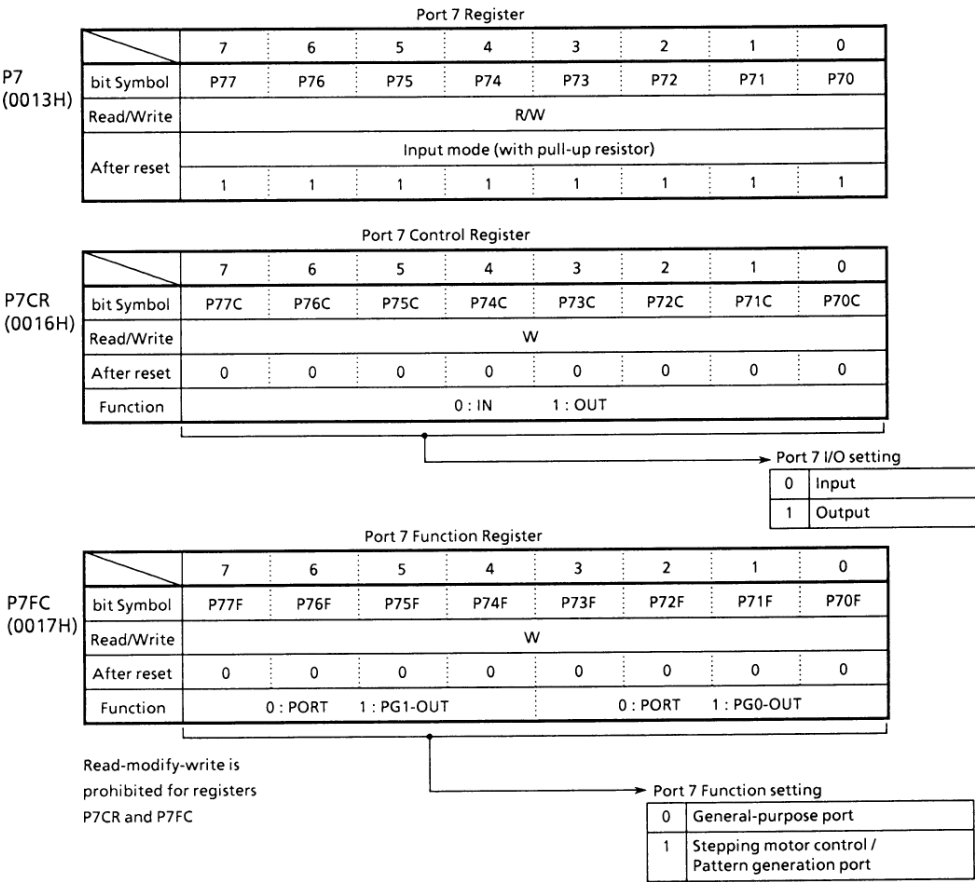 Port 7 Register
7 6 5 4 3 2 1 0
P7
(0013H)
bit Symbol P77 P76 P75 P74 P73 P72 P71 P70
Read/Write R/W
After reset Input mode (with pull-up resistor)
1 1 1 1 1 1 1 1
Port 7 Control Register
7 6 5 4 3 2 1 0
P7CR
(0016H)
bit Symbol P77C P76C P75C P74C P73C P72C P71C P70C
Read/Write W
After reset 0 0 0 0 0 0 0 0
Function 0 : IN 1 : OUT
Port 7 I/O setting
0 Input
1 Output
Port 7 Function Register
7 6 5 4 3 2 1 0
P7FC
(0017H)
bit Symbol P77F P76F P75F P74F P73F P72F P71F P70F
Read/Write W
After reset 0 0 0 0 0 0 0 0
Function 0 : PORT 1 : PG1-OUT 0 : PORT 1 : PG0-OUT
Read-modify-write is
prohibited for registers
P7CR and P7FC
Port 7 Function setting
0 General-purpose port
1 Stepping motor control /
Pattern generation port